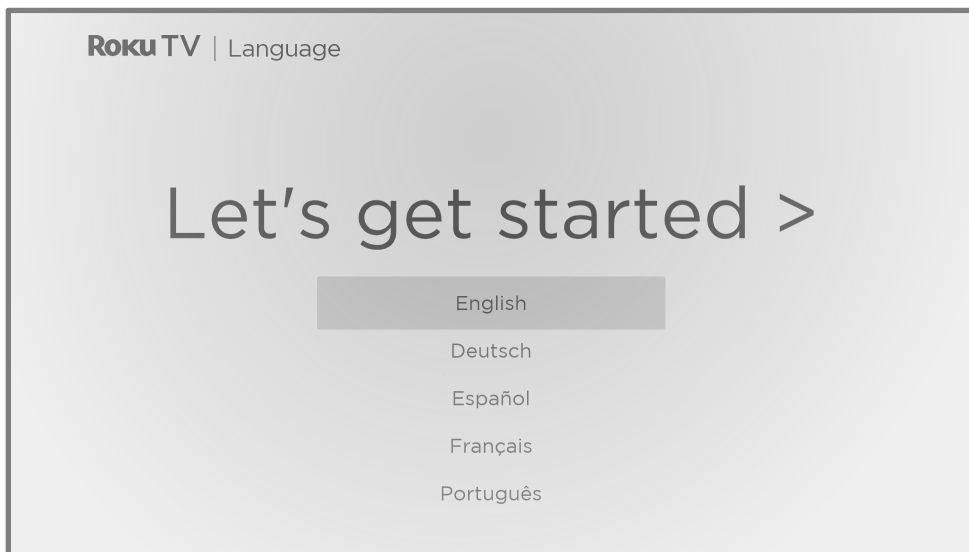 Roku TV | Language
Let's get started >
English
Deutsch
Español
Français
Português